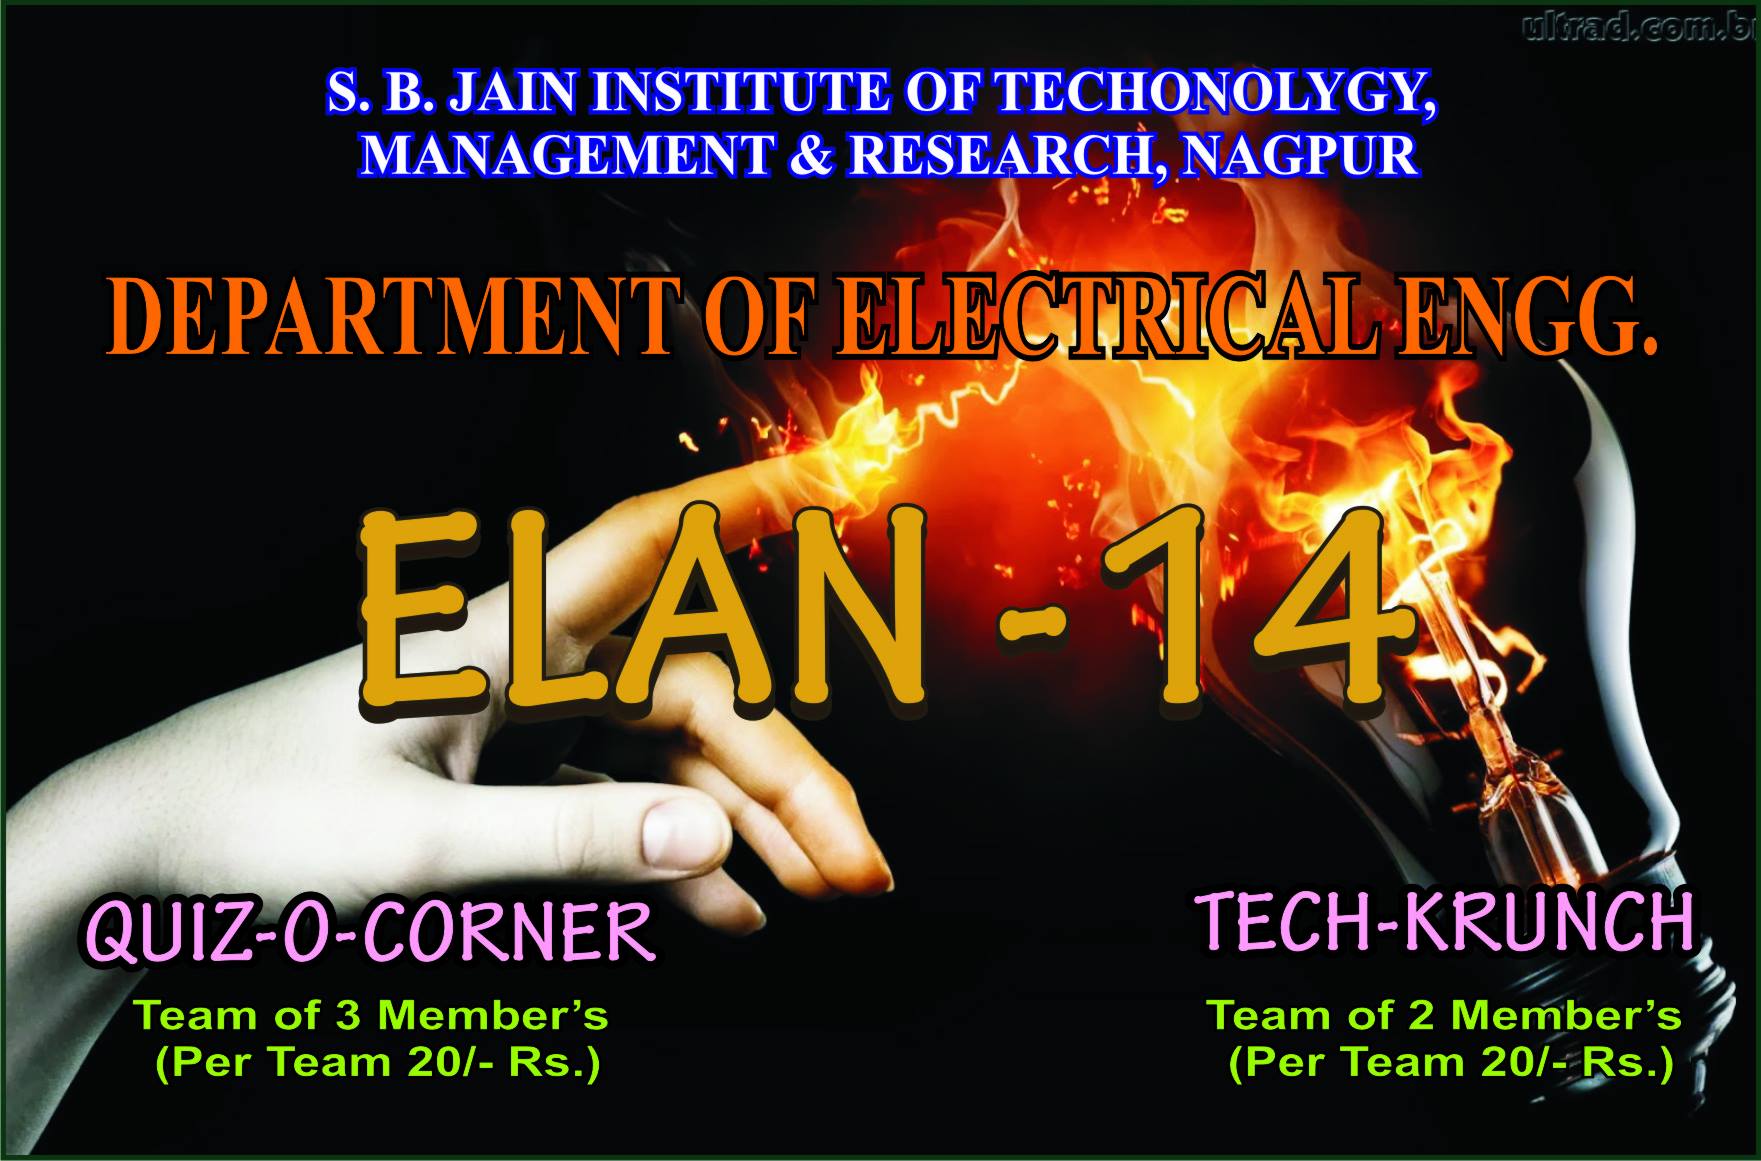 ultrad.com.b
S. B. JAIN INSTITUTE OF TECHONOLYGY,
MANAGEMENT & RESEARCH, NAGPUR
DEPARTMENT OF ELECTRICAL ENGG.
ELAN - 14
QUIZ-O-CORNER
Team of 3 Member’s
(Per Team 20/- Rs.)
TECH-KRUNCH
Team of 2 Member’s
(Per Team 20/- Rs.)